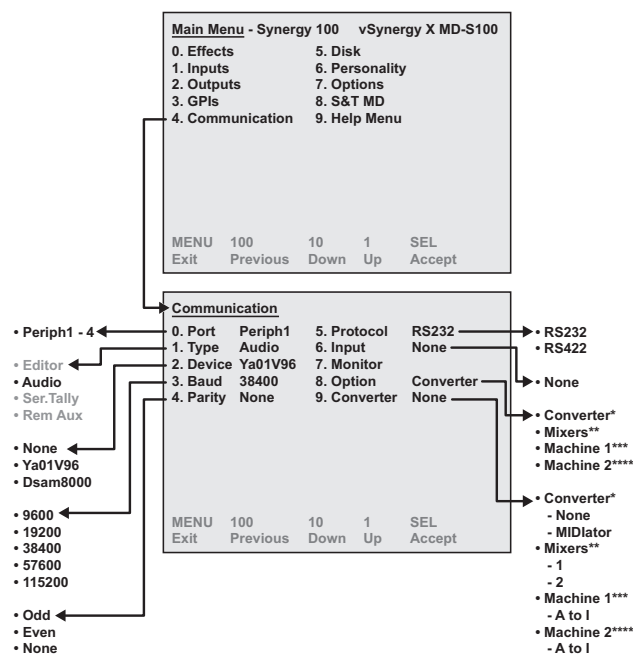 Main Menu - Synergy 100 vSynergy X MD-S100
0. Effects 5. Disk
1. Inputs 6. Personality
2. Outputs 7. Options
3. GPIs 8. S&T MD
4. Communication 9. Help Menu
MENU 100 10 1 SEL
Exit Previous Down Up Accept
Communication
0. Port Periph1 5. Protocol RS232
1. Type Audio 6. Input None
2. Device Ya01V96 7. Monitor
3. Baud 38400 8. Option Converter
4. Parity None 9. Converter None
MENU 100 10 1 SEL
Exit Previous Down Up Accept
• Periph1 - 4
• Editor
• Audio
• Ser.Tally
• Rem Aux
• None
• Ya01V96
• Dsam8000
• 9600
• 19200
• 38400
• 57600
• 115200
• Odd
• Even
• None
• RS232
• RS422
• None
• Converter*
• Mixers**
• Machine 1***
• Machine 2****
• Converter*
- None
- MIDIator
• Mixers**
- 1
- 2
• Machine 1***
- A to I
• Machine 2****
- A to I